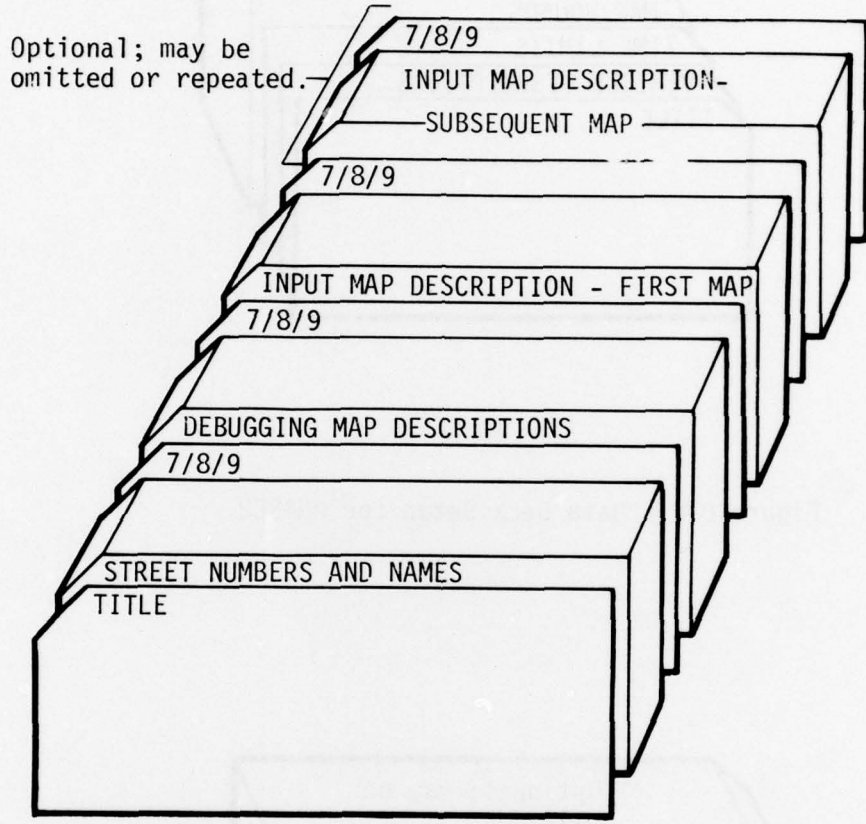 Optional; may be
omitted or repeated.
7/8/9
INPUT MAP DESCRIPTION-
SUBSEQUENT MAP
7/8/9
INPUT MAP DESCRIPTION - FIRST MAP
7/8/9
DEBUGGING MAP DESCRIPTIONS
7/8/9
STREET NUMBERS AND NAMES
TITLE